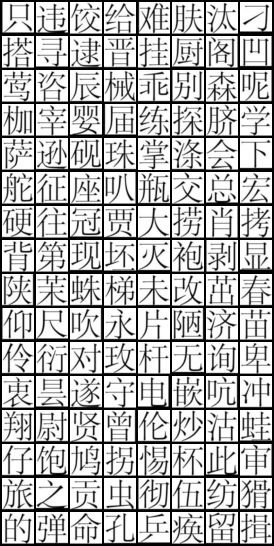 只违饺给难肤汰刁
搭寻逮晋挂厨阁凹
莺咨辰械乖别森呢
枷宰婴届练探脐学
萨逊砚珠掌涤会下
舵征座叭瓶交总宏
硬往冠贾大捞肖拷
背第现坯灭袍剥显
陕茉蛛梯未改茁春
仰尺吹永片陋济苗
伶衍对玫杆无询卑
衷昙遂守电嵌吭冲
翔尉贤曾伦炒沽蛙
仔饱鸠拐惕杯此审
旅之贡虫彻伍纺猾
的弹命孔乒痪留揖